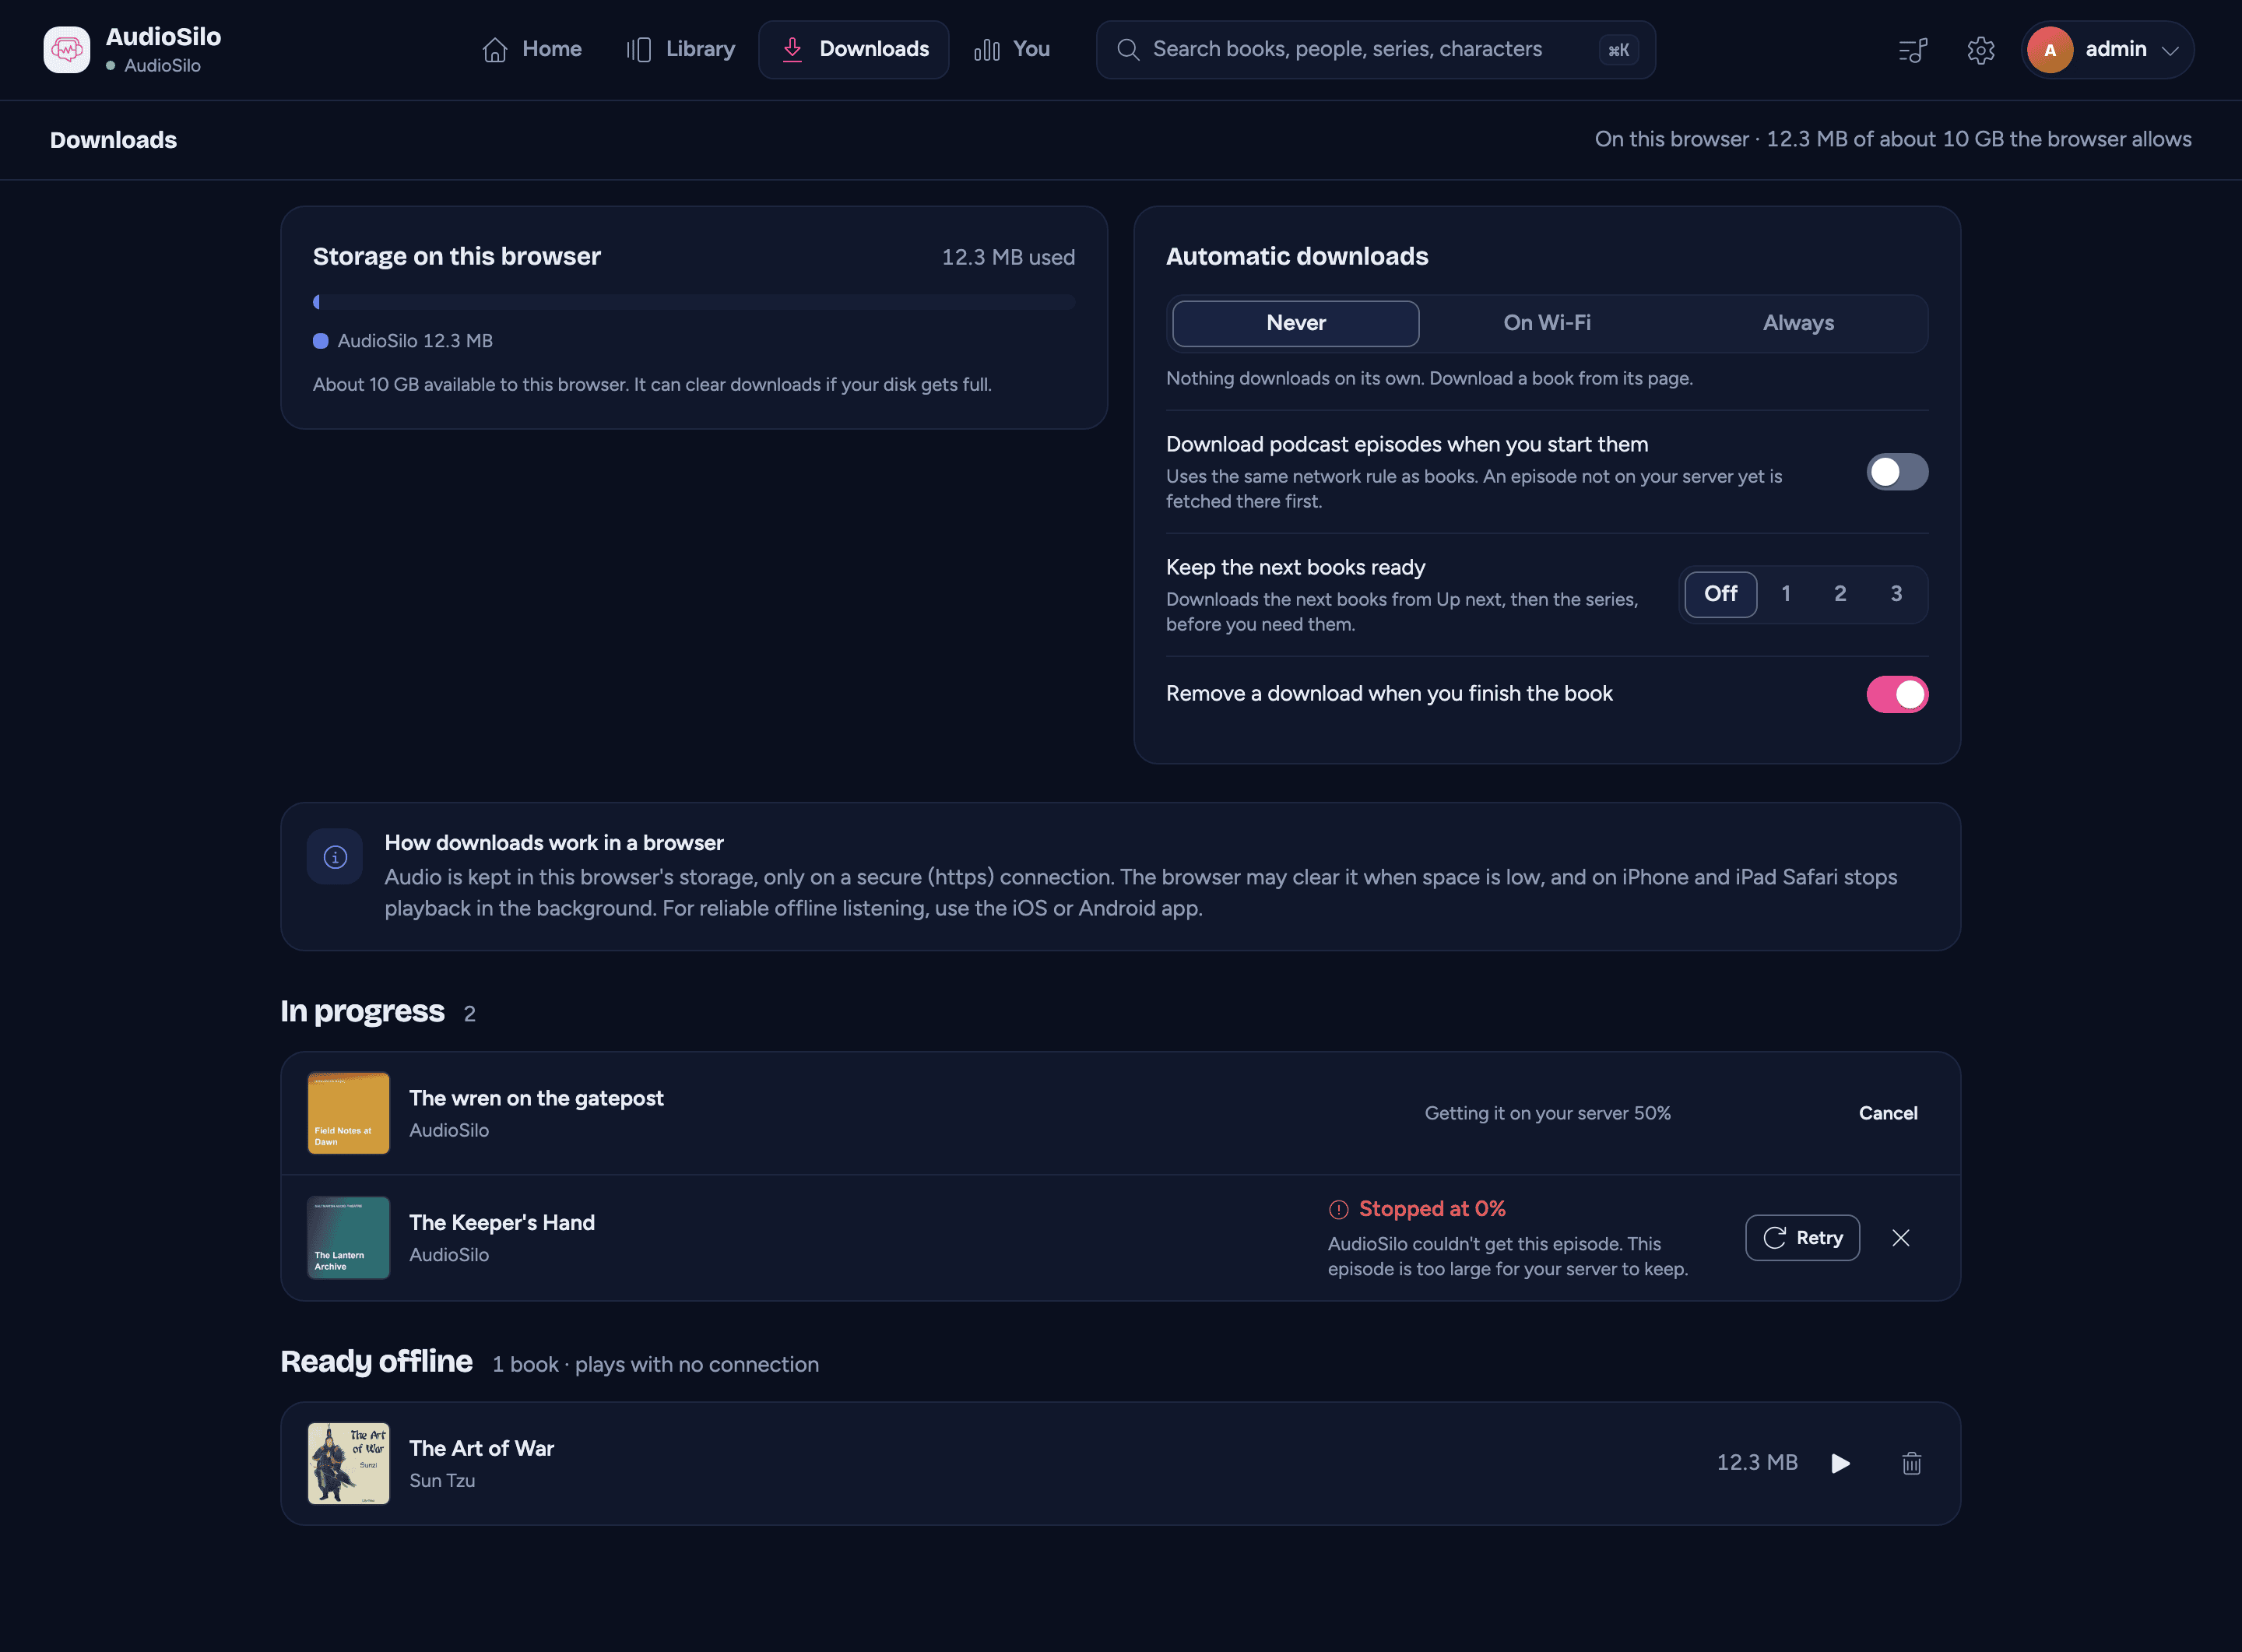 AudioSilo
AudioSilo
Home
Library
Downloads
You
Search books, people, series, characters
⌘K
A
admin
Downloads
On this browser · 12.3 MB of about 10 GB the browser allows
Storage on this browser
12.3 MB used
AudioSilo 12.3 MB
About 10 GB available to this browser. It can clear downloads if your disk gets full.
Automatic downloads
Never
On Wi-Fi
Always
Nothing downloads on its own. Download a book from its page.
Download podcast episodes when you start them
Uses the same network rule as books. An episode not on your server yet is
fetched there first.
Keep the next books ready
Downloads the next books from Up next, then the series,
before you need them.
Off
1
2
3
Remove a download when you finish the book
How downloads work in a browser
Audio is kept in this browser's storage, only on a secure (https) connection. The browser may clear it when space is low, and on iPhone and iPad Safari stops
playback in the background. For reliable offline listening, use the iOS or Android app.
In progress 2
Field Notes at
Dawn
The wren on the gatepost
AudioSilo
Getting it on your server 50%
Cancel
The Lantern
Archive
The Keeper's Hand
AudioSilo
Stopped at 0%
AudioSilo couldn't get this episode. This
episode is too large for your server to keep.
Retry
Ready offline 1 book · plays with no connection
The Art
of War
Sunzi
The Art of War
Sun Tzu
12.3 MB